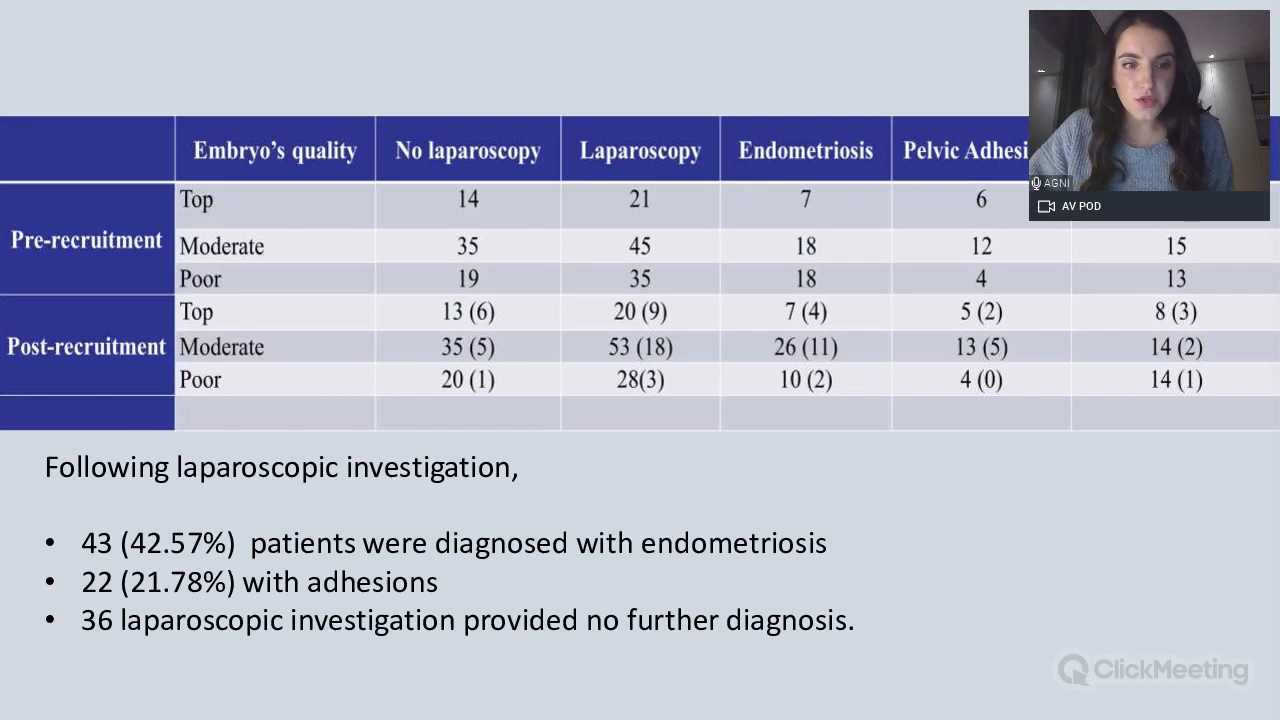 Embryo's quality No laparoscopy Laparoscopy Endometriosis Pelvic Adhesi
Pre-recruitment
Top 14 21 7 6
Moderate 35 45 18 12 15
Poor 19 35 18 4 13
Post-recruitment
Top 13 (6) 20 (9) 7 (4) 5 (2) 8 (3)
Moderate 35 (5) 53 (18) 26 (11) 13 (5) 14 (2)
Poor 20 (1) 28(3) 10 (2) 4 (0) 14 (1)
AGNI
AV POD
Following laparoscopic investigation,
• 43 (42.57%) patients were diagnosed with endometriosis
• 22 (21.78%) with adhesions
• 36 laparoscopic investigation provided no further diagnosis.
ClickMeeting